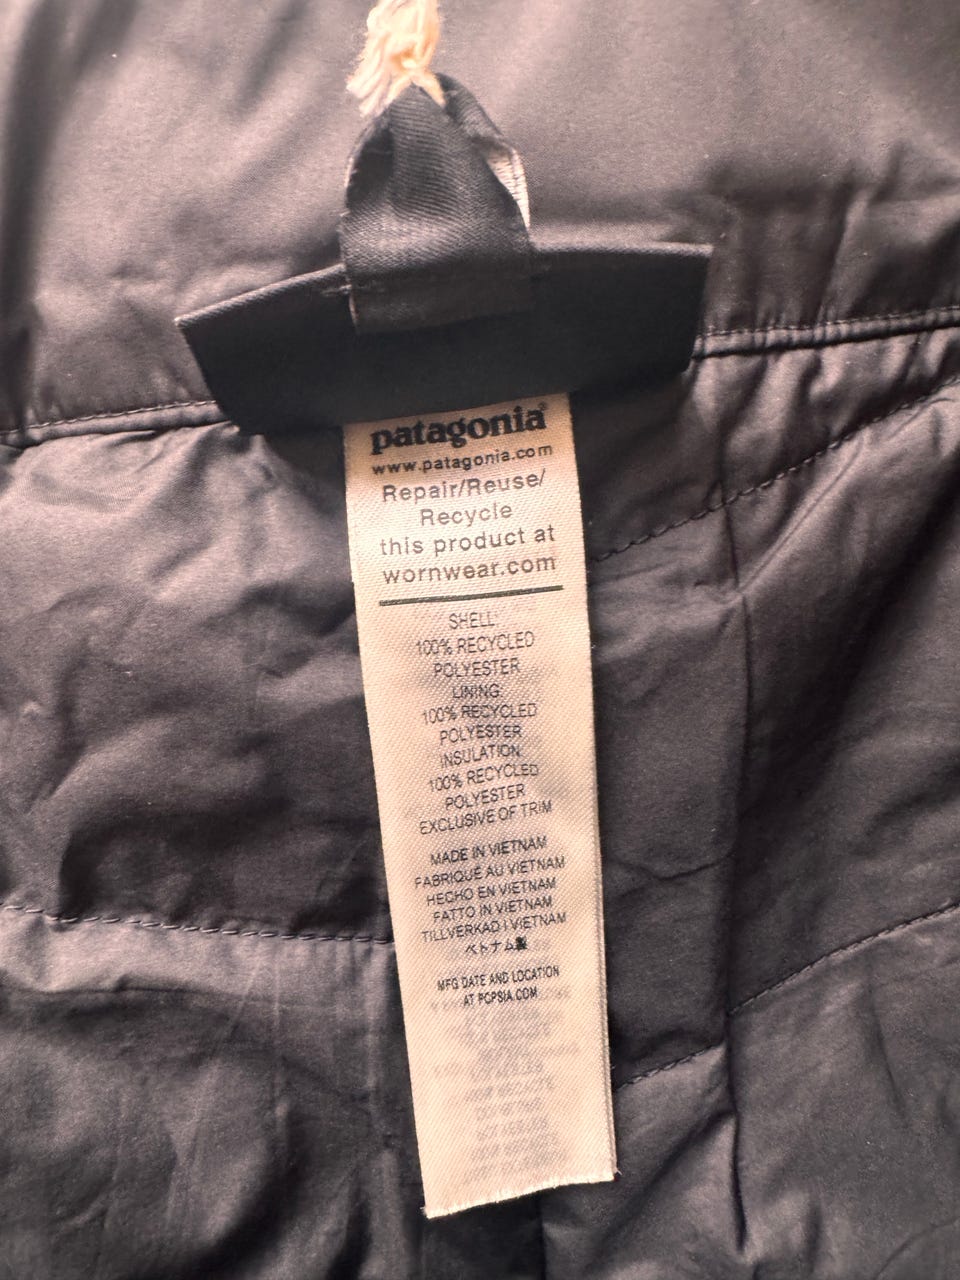 patagonia®
www.patagonia.com
Repair/Reuse/
Recycle
this product at
wornwear.com
SHELL:
100% RECYCLED
POLYESTER
LINING:
100% RECYCLED
POLYESTER
INSULATION:
100% RECYCLED
POLYESTER
EXCLUSIVE OF TRIM
MADE IN VIETNAM
FABRIQUÉ AU VIETNAM
HECHO EN VIETNAM
FATTO IN VIETNAM
TILLVERKAD I VIETNAM
ベトナム製
MFG DATE AND LOCATION
AT PCPSIA.COM